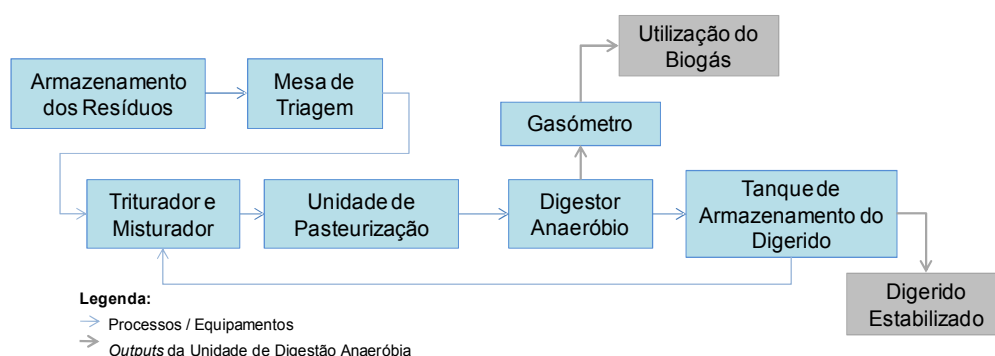 Utilização do
Biogás
Armazenamento
dos Resíduos
Mesa de
Triagem
Gasómetro
Triturador e
Misturador
Unidade de
Pasteurização
Digestor
Anaeróbio
Tanque de
Armazenamento do
Digerido
Digerido
Estabilizado
Legenda:
Processos / Equipamentos
Outputs da Unidade de Digestão Anaeróbia